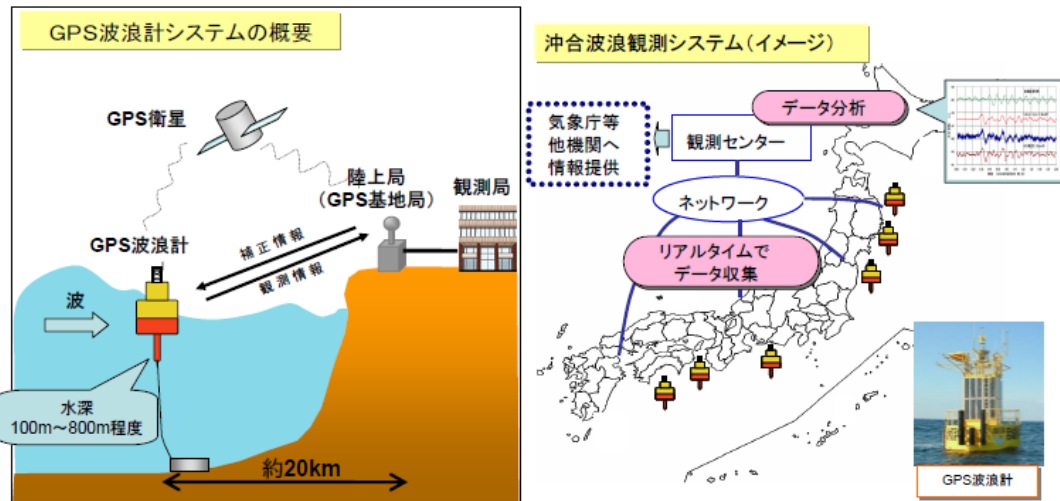 GPS波浪計システムの概要
GPS衛星
陸上局
(GPS基地局)
観測局
GPS波浪計
補正情報
観測情報
波
水深
100m～800m程度
約20km
沖合波浪観測システム(イメージ)
データ分析
気象庁等
他機関へ
情報提供
観測センター
ネットワーク
リアルタイムで
データ収集
GPS波浪計